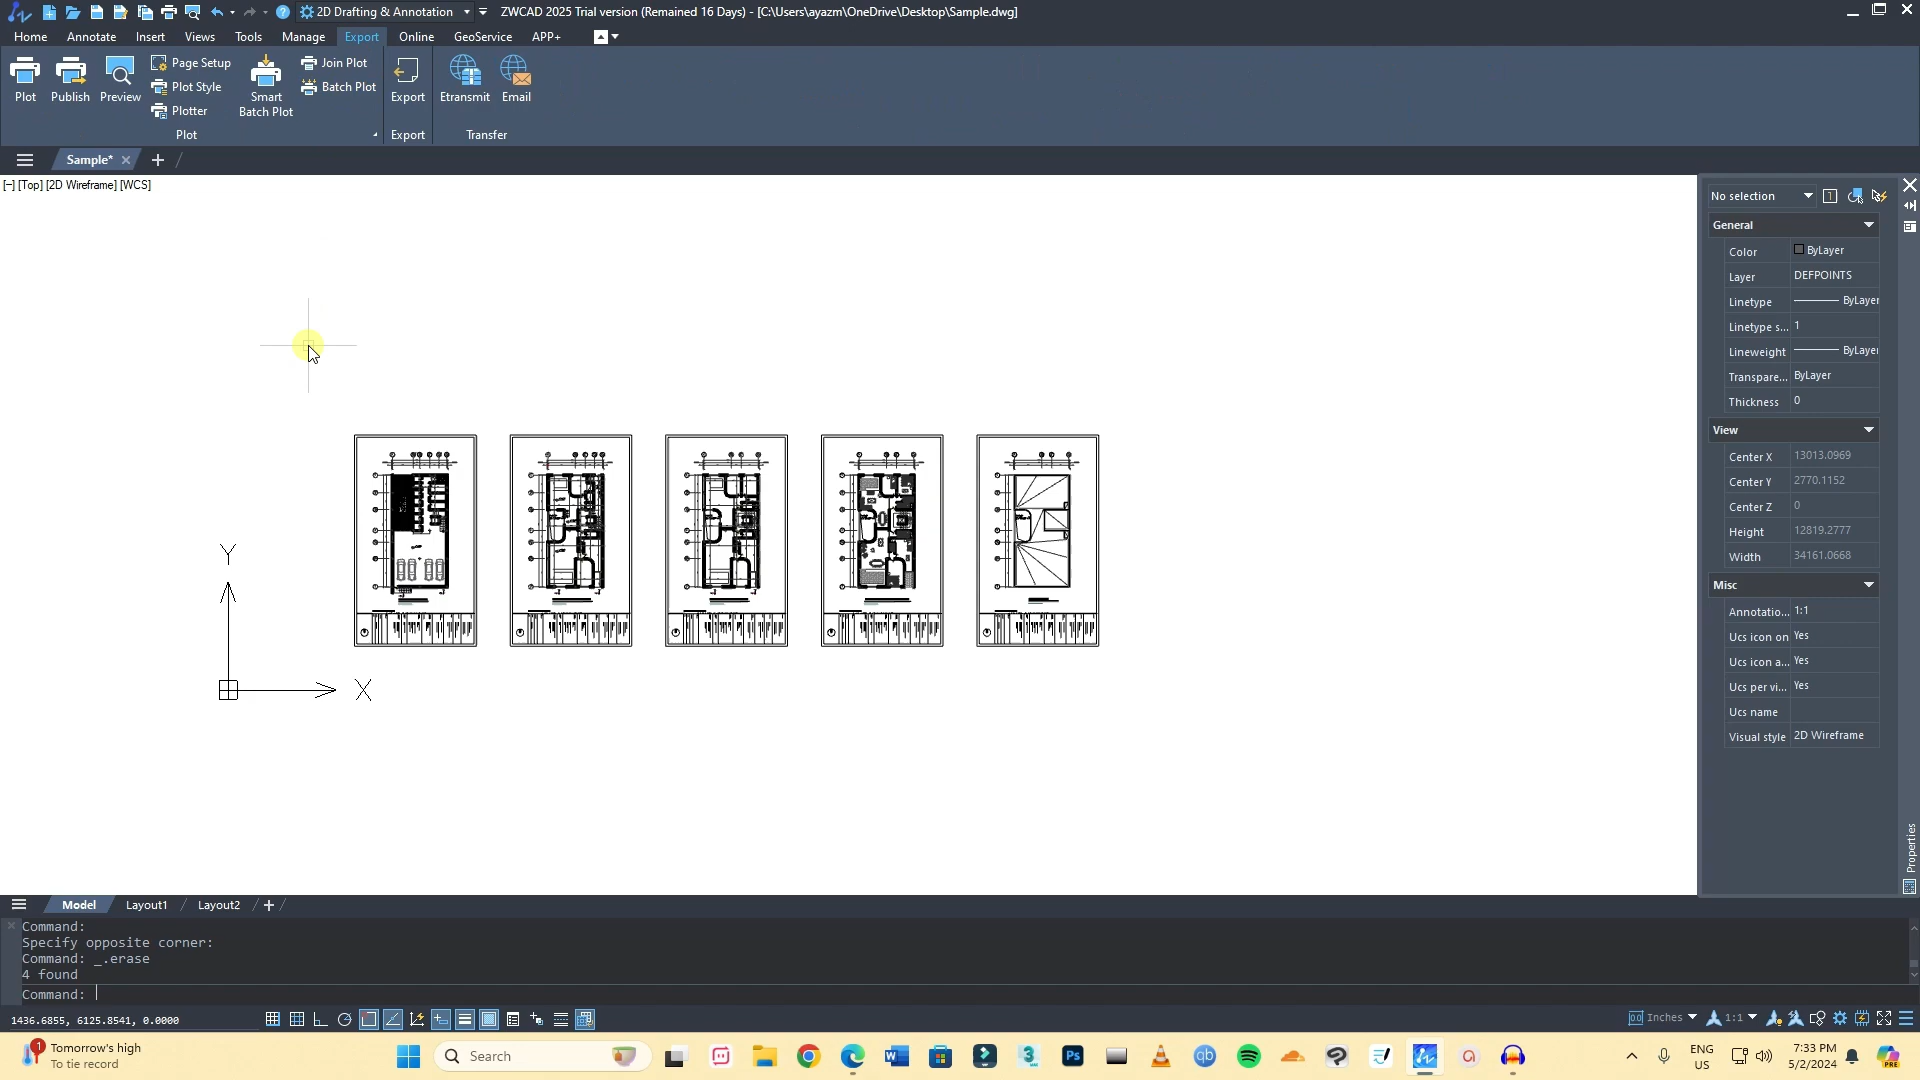 2D Drafting & Annotation
ZWCAD 2025 Trial version (Remained 16 Days) - [C:\Users\ayazm\OneDrive\Desktop\Sample.dwg]
Home Annotate Insert Views Tools Manage Export Online GeoService APP+
Plot Publish Preview
Page Setup
Plot Style
Plotter
Smart
Batch Plot
Join Plot
Batch Plot
Export
Etransmit Email
Plot Export Transfer
Sample*
[−] [Top] [2D Wireframe] [WCS]
Y
X
No selection
General
Color ByLayer
Layer DEFPOINTS
Linetype ByLayer
Linetype s... 1
Lineweight ByLayer
Transpare... ByLayer
Thickness 0
View
Center X 13013.0969
Center Y 2770.1152
Center Z 0
Height 12819.2777
Width 34161.0668
Misc
Annotatio... 1:1
Ucs icon on Yes
Ucs icon a... Yes
Ucs per vi... Yes
Ucs name
Visual style 2D Wireframe
Properties
Model Layout1 Layout2
Command:
Specify opposite corner:
Command: _.erase
4 found
Command:
1436.6855, 6125.8541, 0.0000
Inches
1:1
1
Tomorrow's high
To tie record
Search
Ps
qb
ENG
US
7:33 PM
5/2/2024